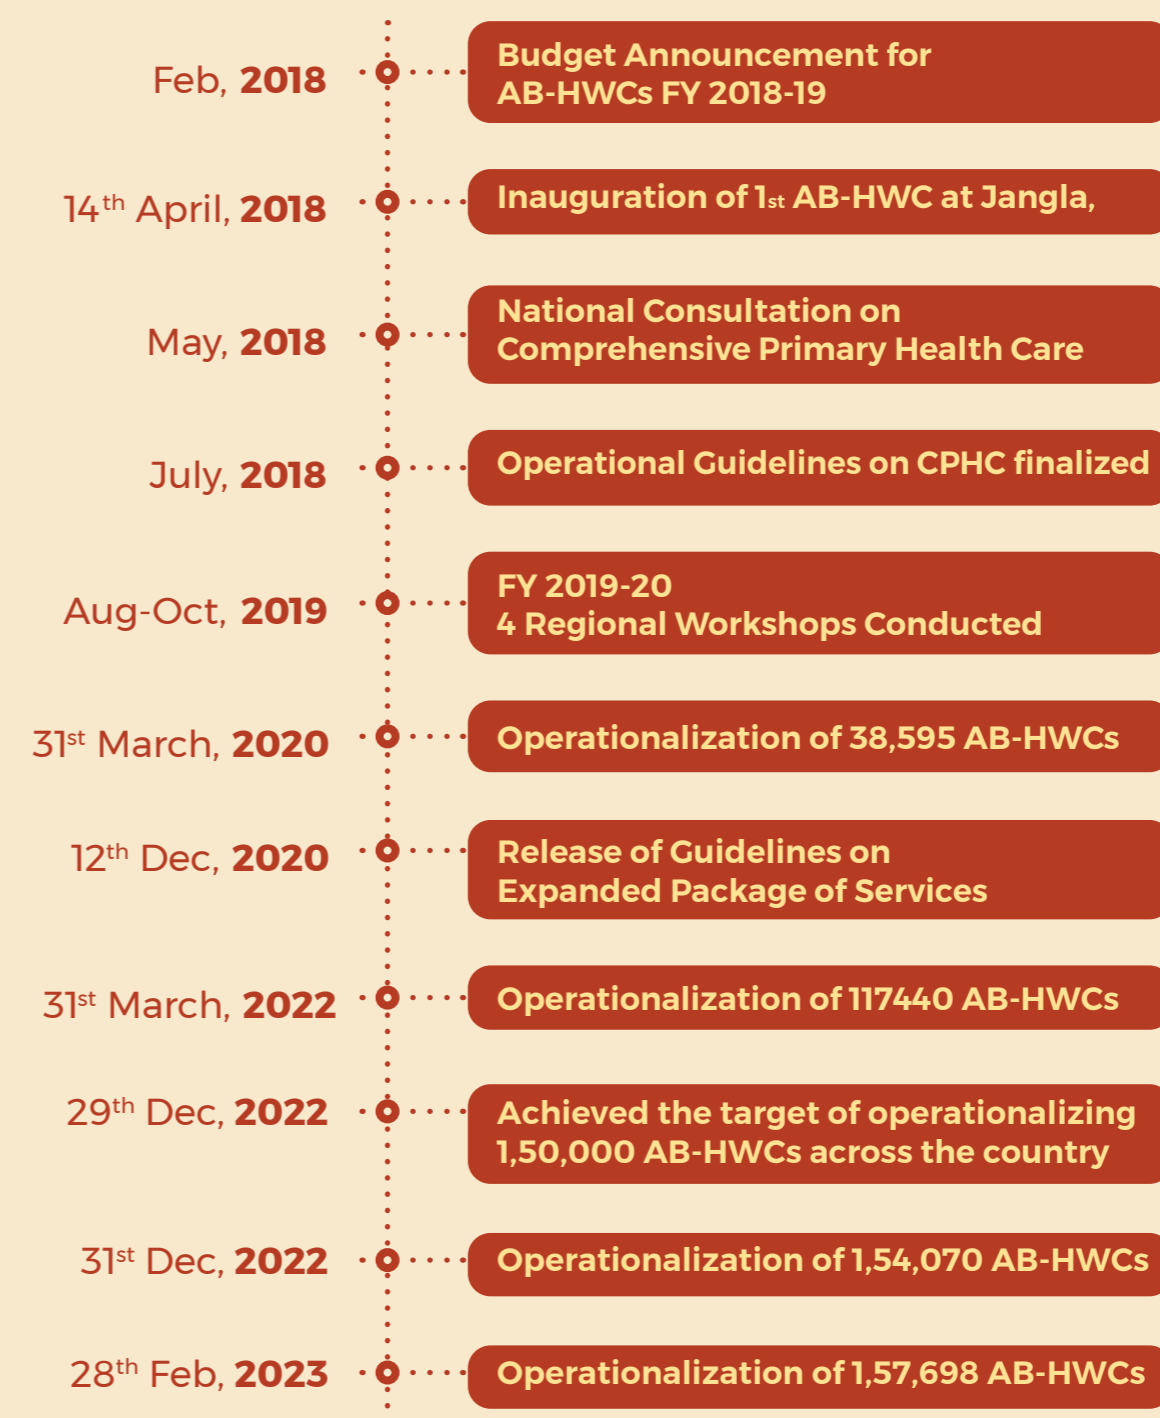 Feb, 2018
Budget Announcement for
AB-HWCs FY 2018-19
14th April, 2018
Inauguration of 1st AB-HWC at Jangla,
May, 2018
National Consultation on
Comprehensive Primary Health Care
July, 2018
Operational Guidelines on CPHC finalized
Aug-Oct, 2019
FY 2019-20
4 Regional Workshops Conducted
31st March, 2020
Operationalization of 38,595 AB-HWCs
12th Dec, 2020
Release of Guidelines on
Expanded Package of Services
31st March, 2022
Operationalization of 117440 AB-HWCs
29th Dec, 2022
Achieved the target of operationalizing
1,50,000 AB-HWCs across the country
31st Dec, 2022
Operationalization of 1,54,070 AB-HWCs
28th Feb, 2023
Operationalization of 1,57,698 AB-HWCs